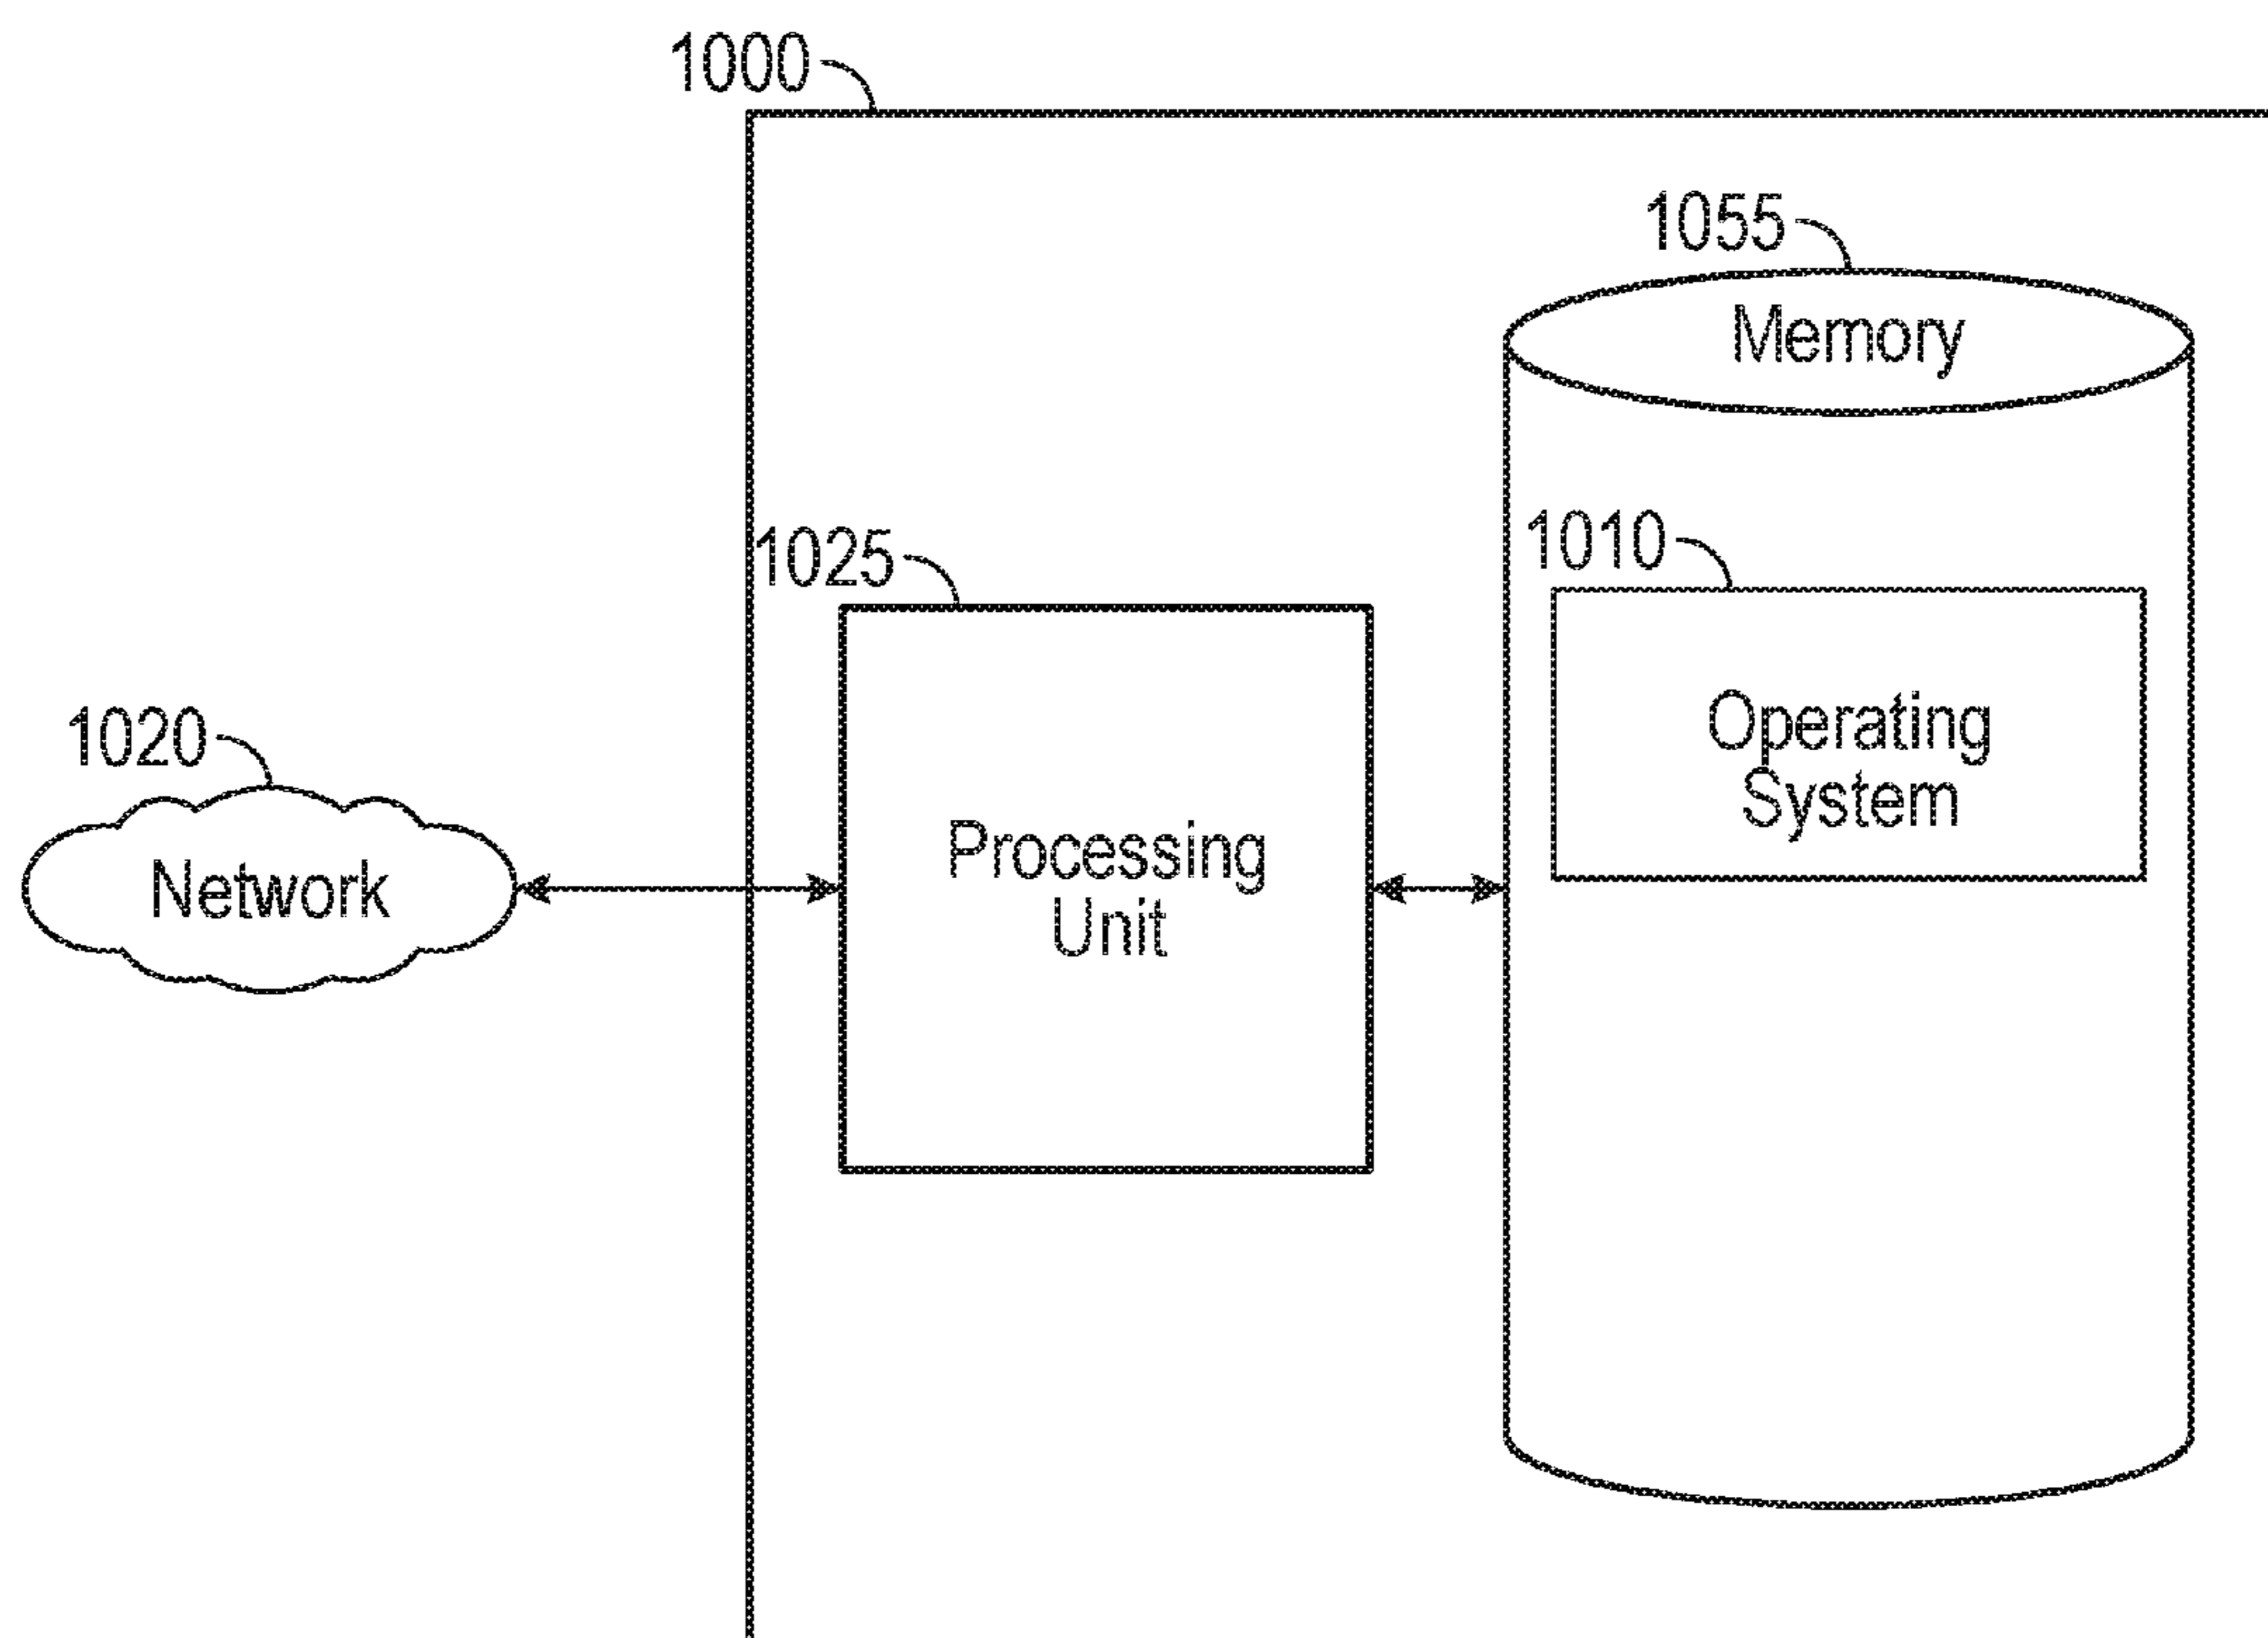 1000
1055
Memory
1010
1025
Operating
System
1020
Processing
Unit
Network